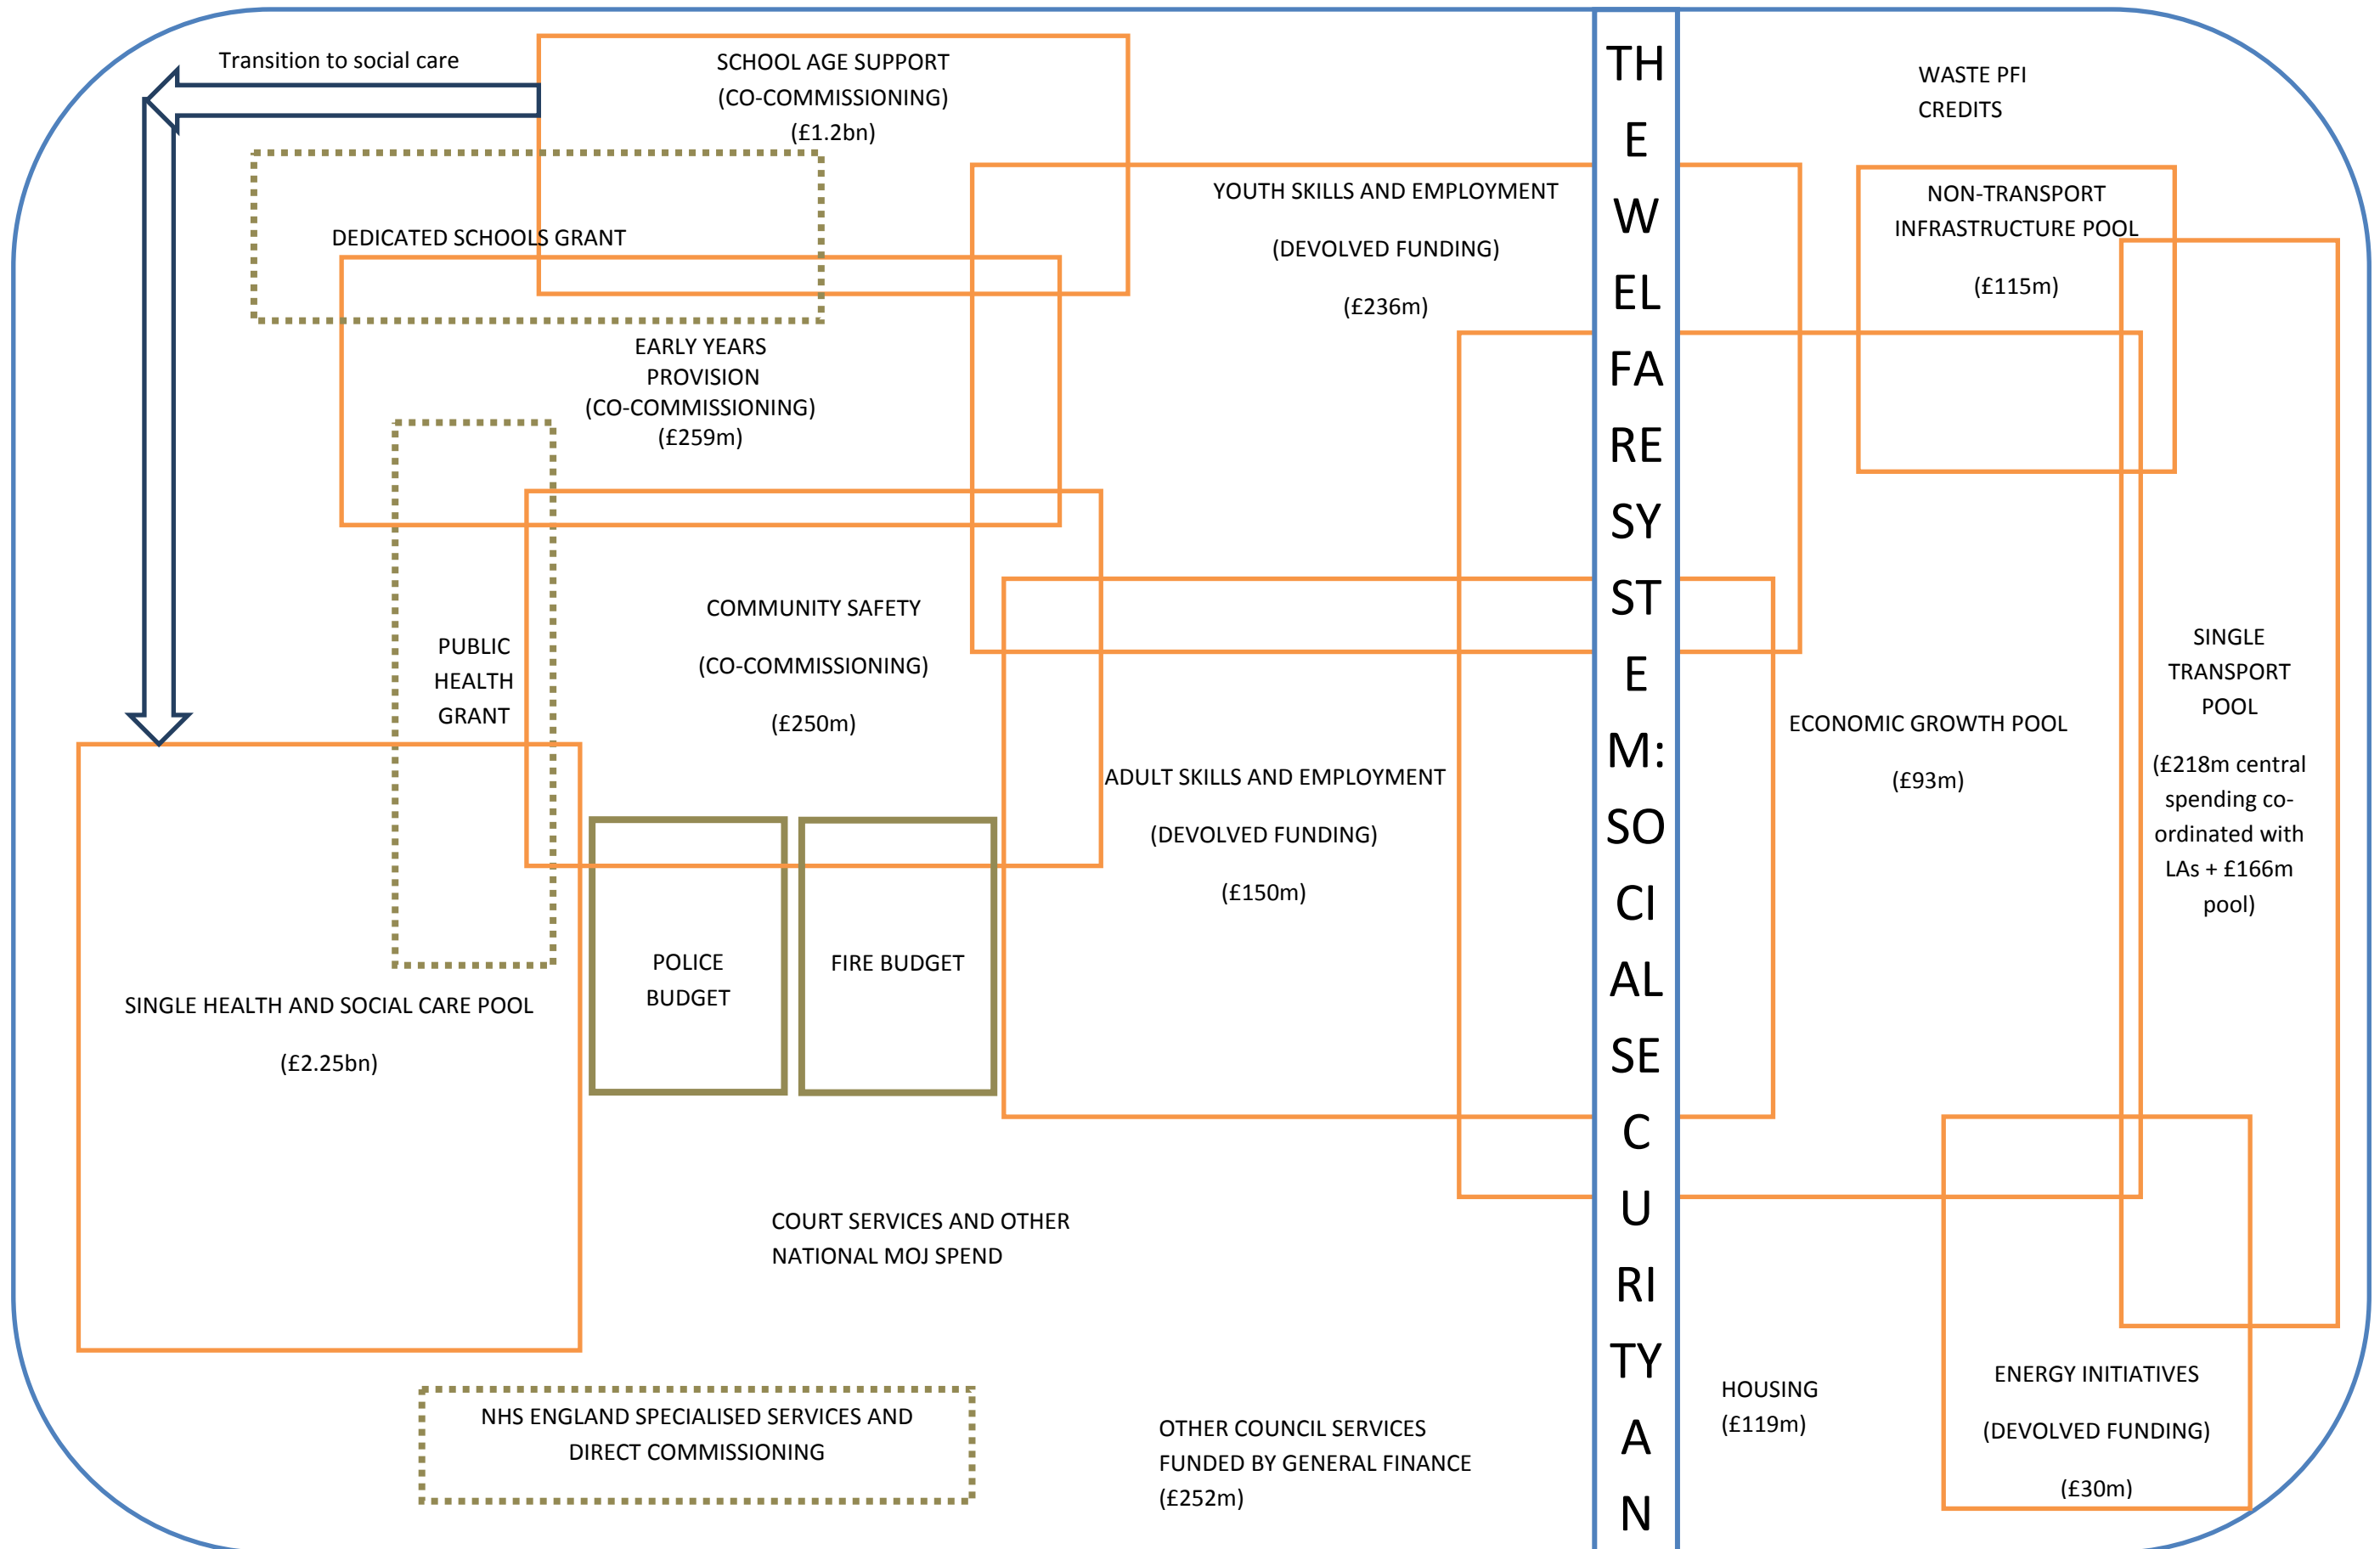 Transition to social care
SCHOOL AGE SUPPORT
(CO-COMMISSIONING)
(£1.2bn)
DEDICATED SCHOOLS GRANT
EARLY YEARS
PROVISION
(CO-COMMISSIONING)
(£259m)
YOUTH SKILLS AND EMPLOYMENT
(DEVOLVED FUNDING)
(£236m)
PUBLIC
HEALTH
GRANT
COMMUNITY SAFETY
(CO-COMMISSIONING)
(£250m)
ADULT SKILLS AND EMPLOYMENT
(DEVOLVED FUNDING)
(£150m)
POLICE
BUDGET
FIRE BUDGET
SINGLE HEALTH AND SOCIAL CARE POOL
(£2.25bn)
COURT SERVICES AND OTHER
NATIONAL MOJ SPEND
NHS ENGLAND SPECIALISED SERVICES AND
DIRECT COMMISSIONING
OTHER COUNCIL SERVICES
FUNDED BY GENERAL FINANCE
(£252m)
TH
E
W
EL
FA
RE
SY
ST
E
M:
SO
CI
AL
SE
C
U
RI
TY
A
N
WASTE PFI
CREDITS
NON-TRANSPORT
INFRASTRUCTURE POOL
(£115m)
ECONOMIC GROWTH POOL
(£93m)
SINGLE
TRANSPORT
POOL
(£218m central
spending co-
ordinated with
LAs + £166m
pool)
HOUSING
(£119m)
ENERGY INITIATIVES
(DEVOLVED FUNDING)
(£30m)